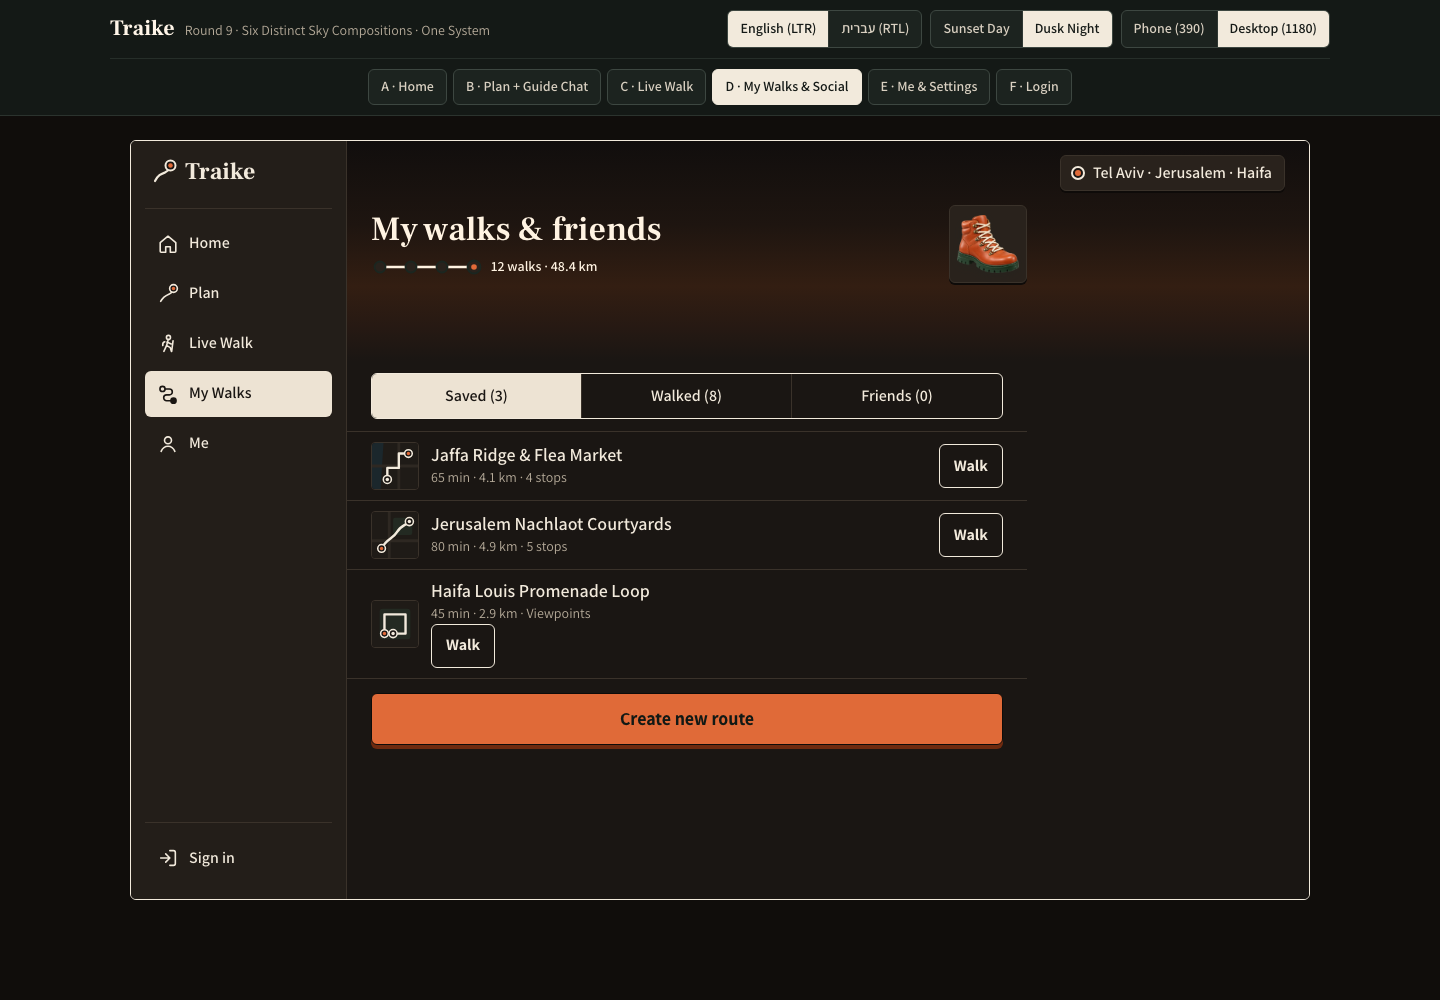 Traike
Round 9 · Six Distinct Sky Compositions · One System
English (LTR)
עברית (RTL)
Sunset Day
Dusk Night
Phone (390)
Desktop (1180)
A · Home
B · Plan + Guide Chat
C · Live Walk
D · My Walks & Social
E · Me & Settings
F · Login
Traike
Home
Plan
Live Walk
My Walks
Me
Sign in
Tel Aviv · Jerusalem · Haifa
My walks & friends
12 walks · 48.4 km
Saved (3)
Walked (8)
Friends (0)
Jaffa Ridge & Flea Market
65 min · 4.1 km · 4 stops
Walk
Jerusalem Nachlaot Courtyards
80 min · 4.9 km · 5 stops
Walk
Haifa Louis Promenade Loop
45 min · 2.9 km · Viewpoints
Walk
Create new route